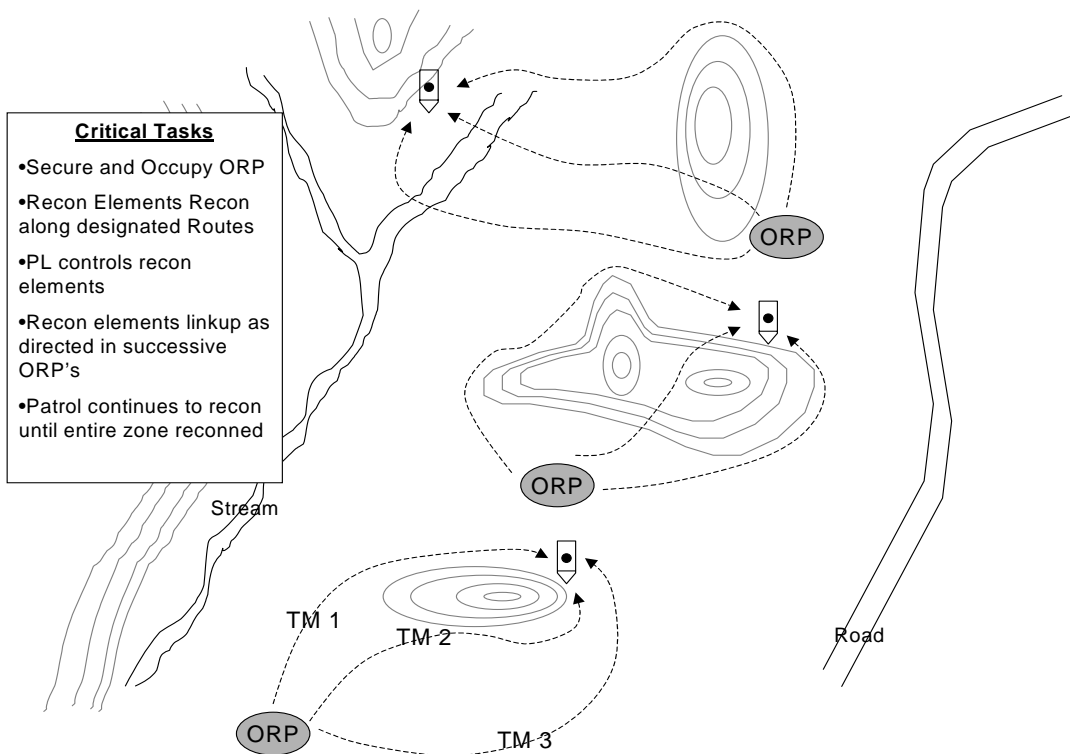 Critical Tasks
•Secure and Occupy ORP
•Recon Elements Recon
along designated Routes
•PL controls recon
elements
•Recon elements linkup as
directed in successive
ORP's
•Patrol continues to recon
until entire zone reconned
ORP
ORP
Stream
TM 1
TM 2
Road
ORP
TM 3